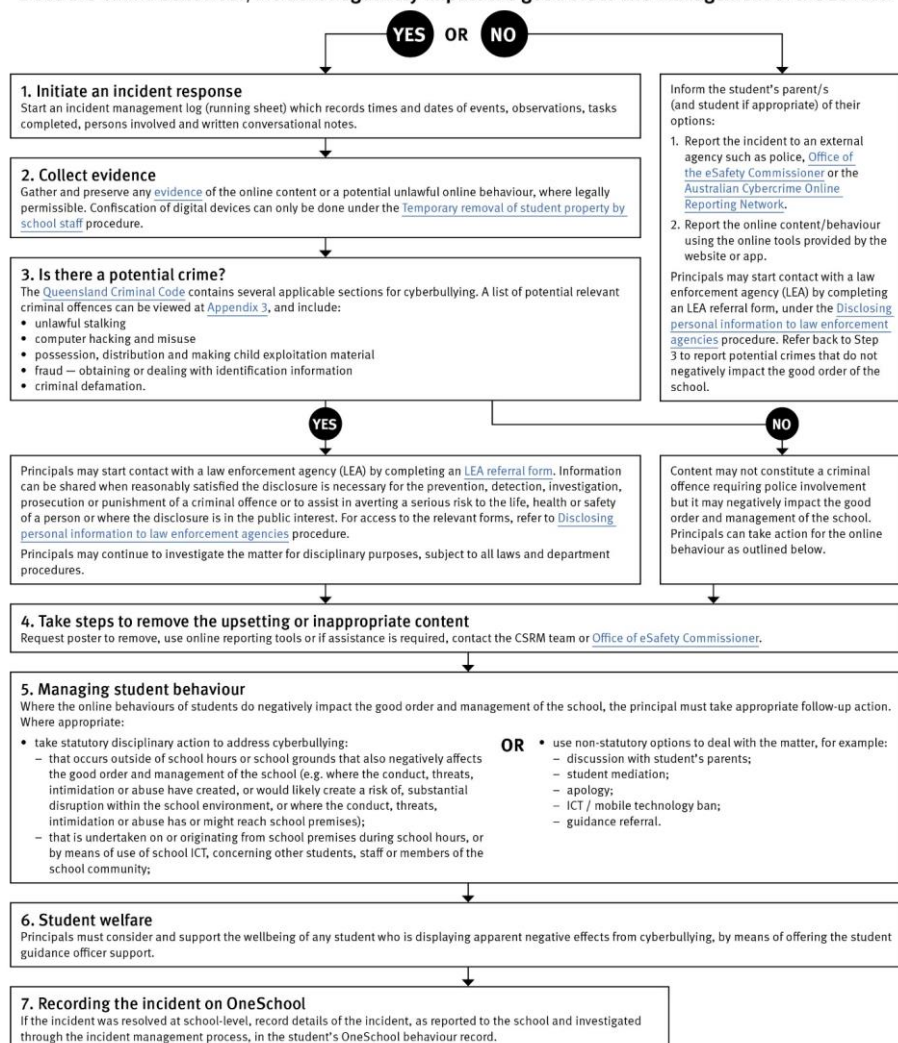 YES OR NO
1. Initiate an incident response
Start an incident management log (running sheet) which records times and dates of events, observations, tasks
completed, persons involved and written conversational notes.
2. Collect evidence
Gather and preserve any evidence of the online content or a potential unlawful online behaviour, where legally
permissible. Confiscation of digital devices can only be done under the Temporary removal of student property by
school staff procedure.
3. Is there a potential crime?
The Queensland Criminal Code contains several applicable sections for cyberbullying. A list of potential relevant
criminal offences can be viewed at Appendix 3, and include:
• unlawful stalking
• computer hacking and misuse
• possession, distribution and making child exploitation material
• fraud — obtaining or dealing with identification information
• criminal defamation.
Inform the student's parent/s
(and student if appropriate) of their
options:
1. Report the incident to an external
agency such as police, Office of
the eSafety Commissioner or the
Australian Cybercrime Online
Reporting Network.
2. Report the online content/behaviour
using the online tools provided by the
website or app.
Principals may start contact with a law
enforcement agency (LEA) by completing
an LEA referral form, under the Disclosing
personal information to law enforcement
agencies procedure. Refer back to Step
3 to report potential crimes that do not
negatively impact the good order of the
school.
YES
NO
Principals may start contact with a law enforcement agency (LEA) by completing an LEA referral form. Information
can be shared when reasonably satisfied the disclosure is necessary for the prevention, detection, investigation,
prosecution or punishment of a criminal offence or to assist in averting a serious risk to the life, health or safety
of a person or where the disclosure is in the public interest. For access to the relevant forms, refer to Disclosing
personal information to law enforcement agencies procedure.
Principals may continue to investigate the matter for disciplinary purposes, subject to all laws and department
procedures.
Content may not constitute a criminal
offence requiring police involvement
but it may negatively impact the good
order and management of the school.
Principals can take action for the online
behaviour as outlined below.
4. Take steps to remove the upsetting or inappropriate content
Request poster to remove, use online reporting tools or if assistance is required, contact the CSRM team or Office of eSafety Commissioner.
5. Managing student behaviour
Where the online behaviours of students do negatively impact the good order and management of the school, the principal must take appropriate follow-up action.
Where appropriate:
• take statutory disciplinary action to address cyberbullying:
– that occurs outside of school hours or school grounds that also negatively affects
the good order and management of the school (e.g. where the conduct, threats,
intimidation or abuse have created, or would likely create a risk of, substantial
disruption within the school environment, or where the conduct, threats,
intimidation or abuse has or might reach school premises);
– that is undertaken on or originating from school premises during school hours, or
by means of use of school ICT, concerning other students, staff or members of the
school community;
OR
• use non-statutory options to deal with the matter, for example:
– discussion with student's parents;
– student mediation;
– apology;
– ICT / mobile technology ban;
– guidance referral.
6. Student welfare
Principals must consider and support the wellbeing of any student who is displaying apparent negative effects from cyberbullying, by means of offering the student
guidance officer support.
7. Recording the incident on OneSchool
If the incident was resolved at school-level, record details of the incident, as reported to the school and investigated
through the incident management process, in the student's OneSchool behaviour record.